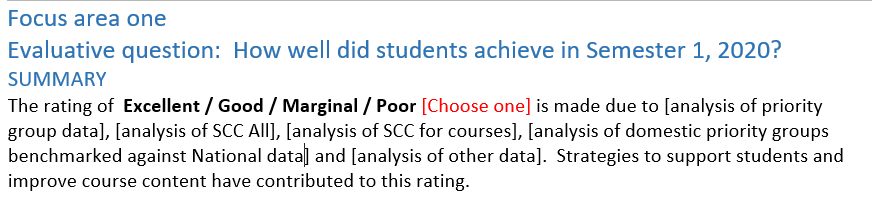 Focus area one
Evaluative question:  How well did students achieve in Semester 1, 2020?
SUMMARY
The rating of  Excellent / Good / Marginal / Poor [Choose one] is made due to [analysis of priority
group data], [analysis of SCC All], [analysis of SCC for courses], [analysis of domestic priority groups
benchmarked against National data] and [analysis of other data].  Strategies to support students and
improve course content have contributed to this rating.